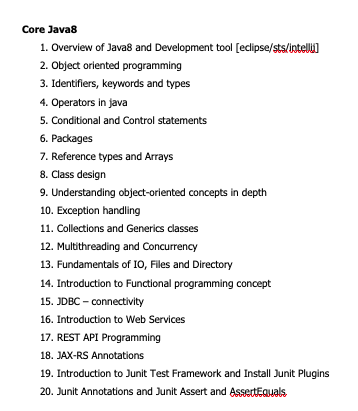 Core Java8
1. Overview of Java8 and Development tool [eclipse/sts/intellij]
2. Object oriented programming
3. Identifiers, keywords and types
4. Operators in java
5. Conditional and Control statements
6. Packages
7. Reference types and Arrays
8. Class design
9. Understanding object-oriented concepts in depth
10. Exception handling
11. Collections and Generics classes
12. Multithreading and Concurrency
13. Fundamentals of IO, Files and Directory
14. Introduction to Functional programming concept
15. JDBC – connectivity
16. Introduction to Web Services
17. REST API Programming
18. JAX-RS Annotations
19. Introduction to Junit Test Framework and Install Junit Plugins
20. Junit Annotations and Junit Assert and AssertEquals